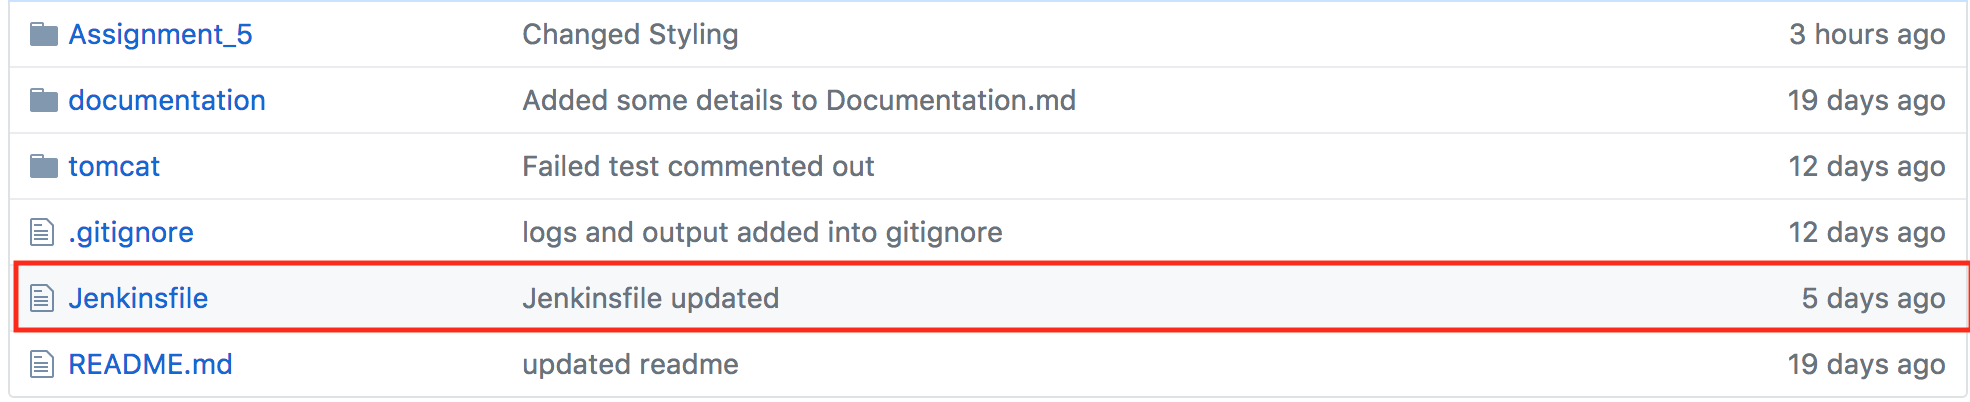 Assignment_5 Changed Styling 3 hours ago
documentation Added some details to Documentation.md 19 days ago
tomcat Failed test commented out 12 days ago
.gitignore logs and output added into gitignore 12 days ago
Jenkinsfile Jenkinsfile updated 5 days ago
README.md updated readme 19 days ago